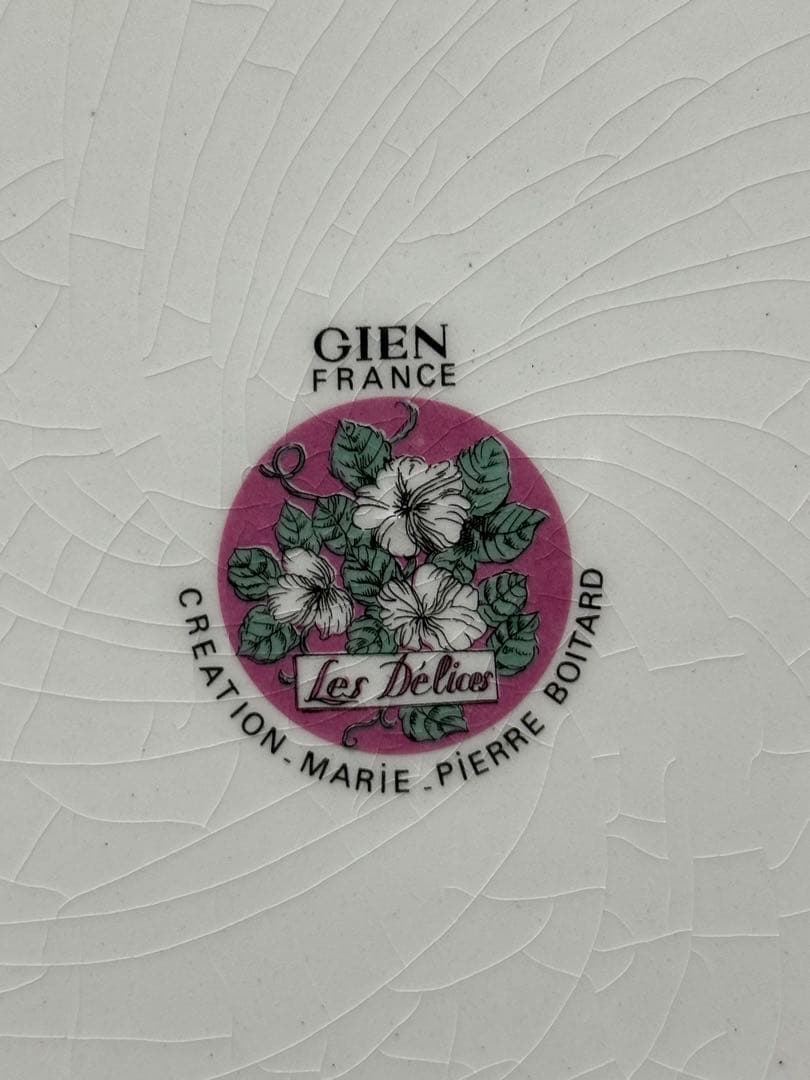 GIEN
FRANCE
Les Délices
CREATION - MARiE - PiERRE BOITARD